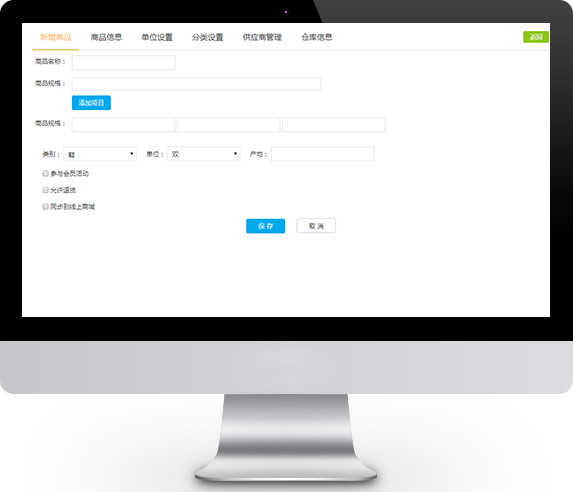 新增商品 商品信息 单位设置 分类设置 供应商管理 仓库信息 返回
商品名称：
商品规格：
添加项目
商品规格：
类别： 鞋 单位： 双 产地：
参与会员活动
允许退货
同步到线上商城
保存 取消